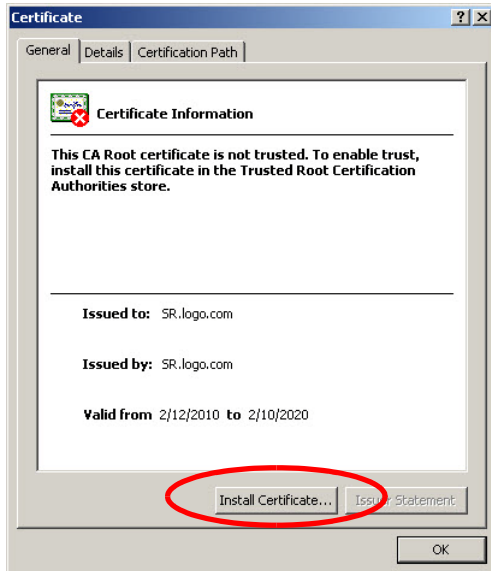 Certificate
General Details Certification Path
Certificate Information
This CA Root certificate is not trusted. To enable trust,
install this certificate in the Trusted Root Certification
Authorities store.
Issued to: SR.logo.com
Issued by: SR.logo.com
Valid from 2/12/2010 to 2/10/2020
Install Certificate... Issuer Statement
OK